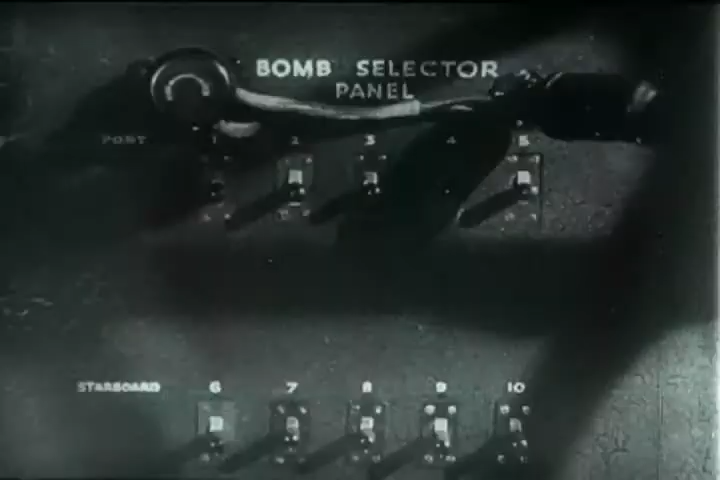 BOMB SELECTOR
PANEL
PORT 1 2 3 4 5
STARBOARD 6 7 8 9 10